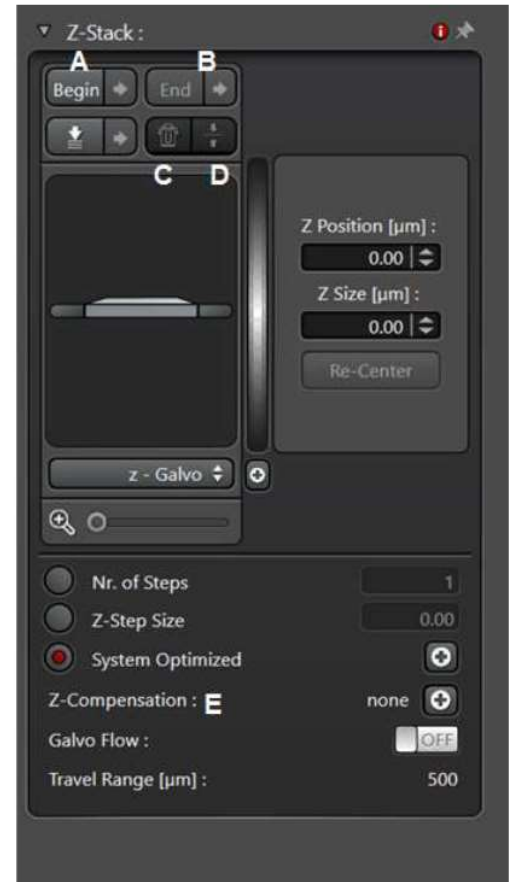 Z-Stack :
A B
Begin End
C D
Z Position [µm] :
0.00
Z Size [µm] :
0.00
Re-Center
z - Galvo
Nr. of Steps 1
Z-Step Size 0.00
System Optimized
Z-Compensation : E none
Galvo Flow : OFF
Travel Range [µm] : 500